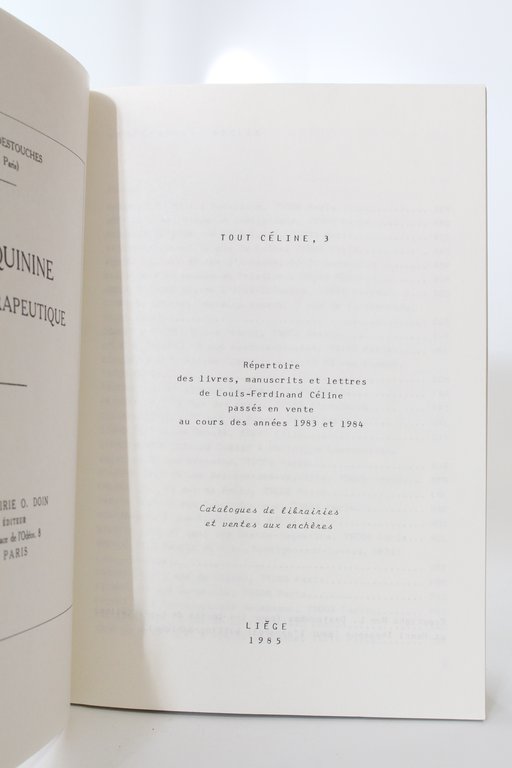 DESTOUCHES
Paris)
QUININE
RAPEUTIQUE
RIE O. DOIN
ÉDITEUR
ace de l'Odéon, 8
PARIS
TOUT CÉLINE, 3
Répertoire
des livres, manuscrits et lettres
de Louis-Ferdinand Céline
passés en vente
au cours des années 1983 et 1984
Catalogues de librairies
et ventes aux enchères
LIÈGE
1985